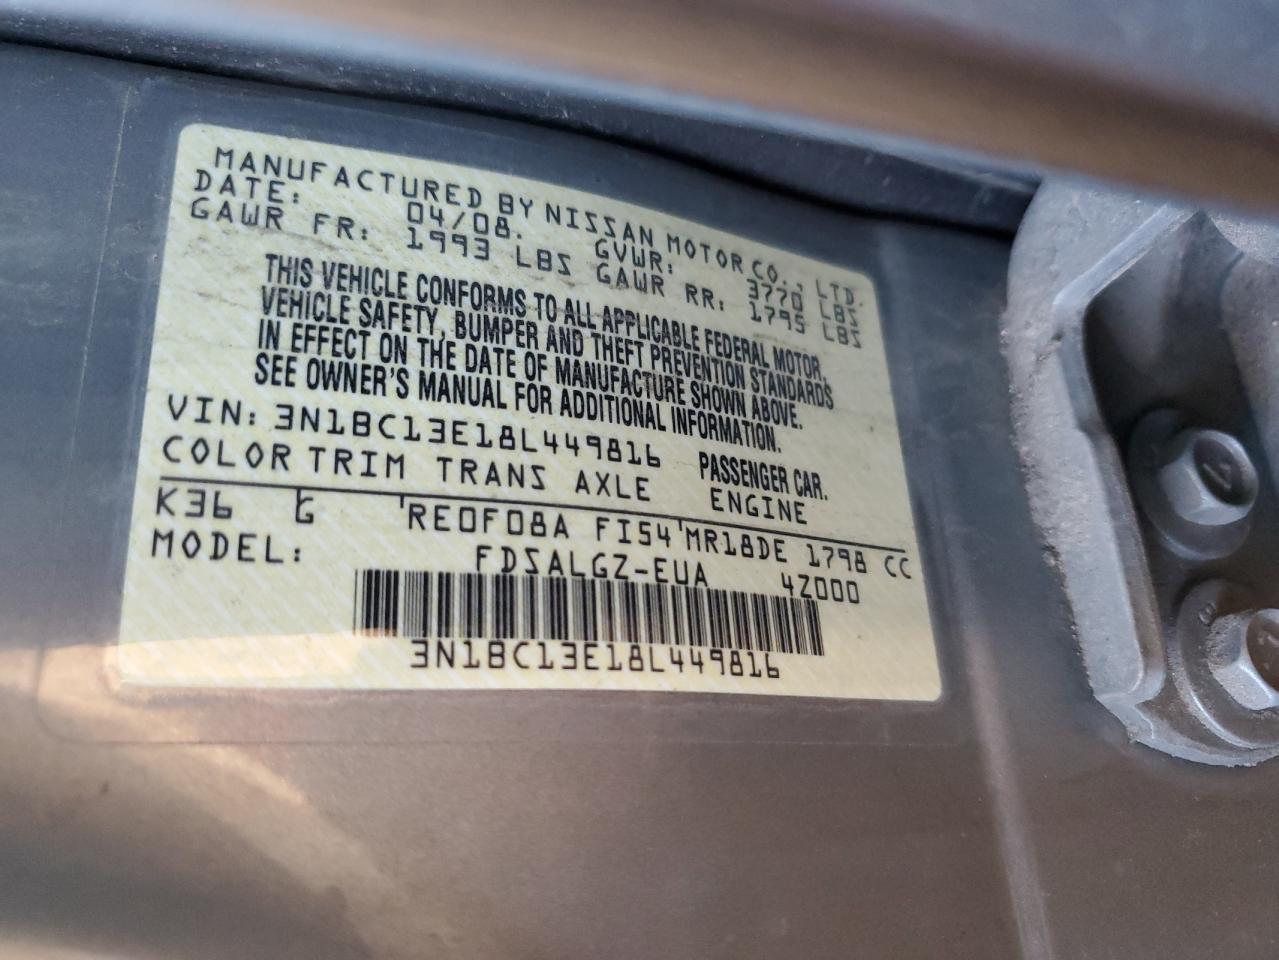 MANUFACTURED BY NISSAN MOTOR CO., LTD.
DATE: 04/08. GVWR: 3770 LBS
GAWR FR: 1993 LBS GAWR RR: 1795 LBS
THIS VEHICLE CONFORMS TO ALL APPLICABLE FEDERAL MOTOR,
VEHICLE SAFETY, BUMPER AND THEFT PREVENTION STANDARDS
IN EFFECT ON THE DATE OF MANUFACTURE SHOWN ABOVE.
SEE OWNER'S MANUAL FOR ADDITIONAL INFORMATION.
VIN: 3N1BC13E18L449816 PASSENGER CAR.
COLOR TRIM TRANS AXLE ENGINE
K36 G RE0F08A FI54 MR18DE 1798 CC
MODEL: FDSALGZ-EUA 4Z000
3N1BC13E18L449816